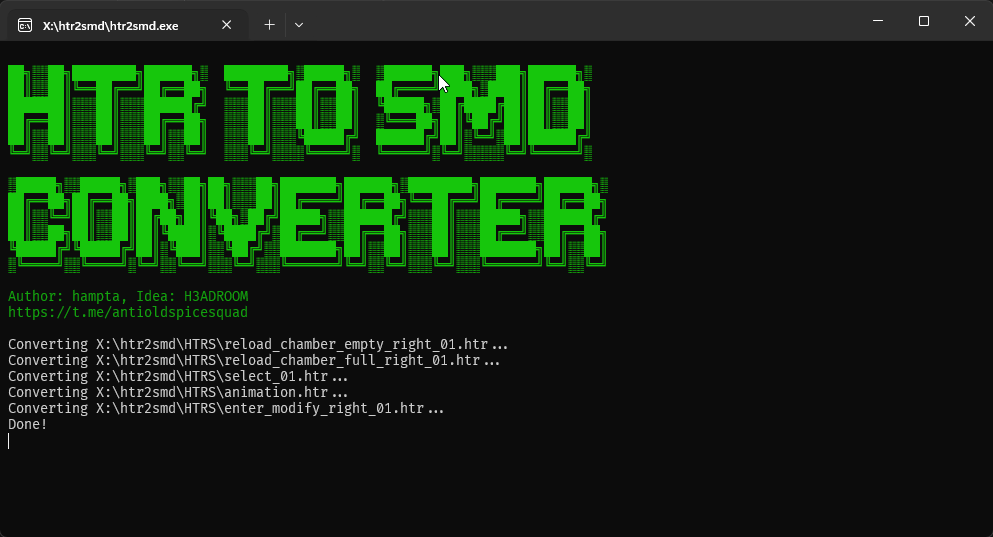 X:\htr2smd\htr2smd.exe
HTR TO SMD
CONVERTER
Author: hampta, Idea: H3ADROOM
https://t.me/antioldspicesquad
Converting X:\htr2smd\HTRS\reload_chamber_empty_right_01.htr...
Converting X:\htr2smd\HTRS\reload_chamber_full_right_01.htr...
Converting X:\htr2smd\HTRS\select_01.htr...
Converting X:\htr2smd\HTRS\animation.htr...
Converting X:\htr2smd\HTRS\enter_modify_right_01.htr...
Done!